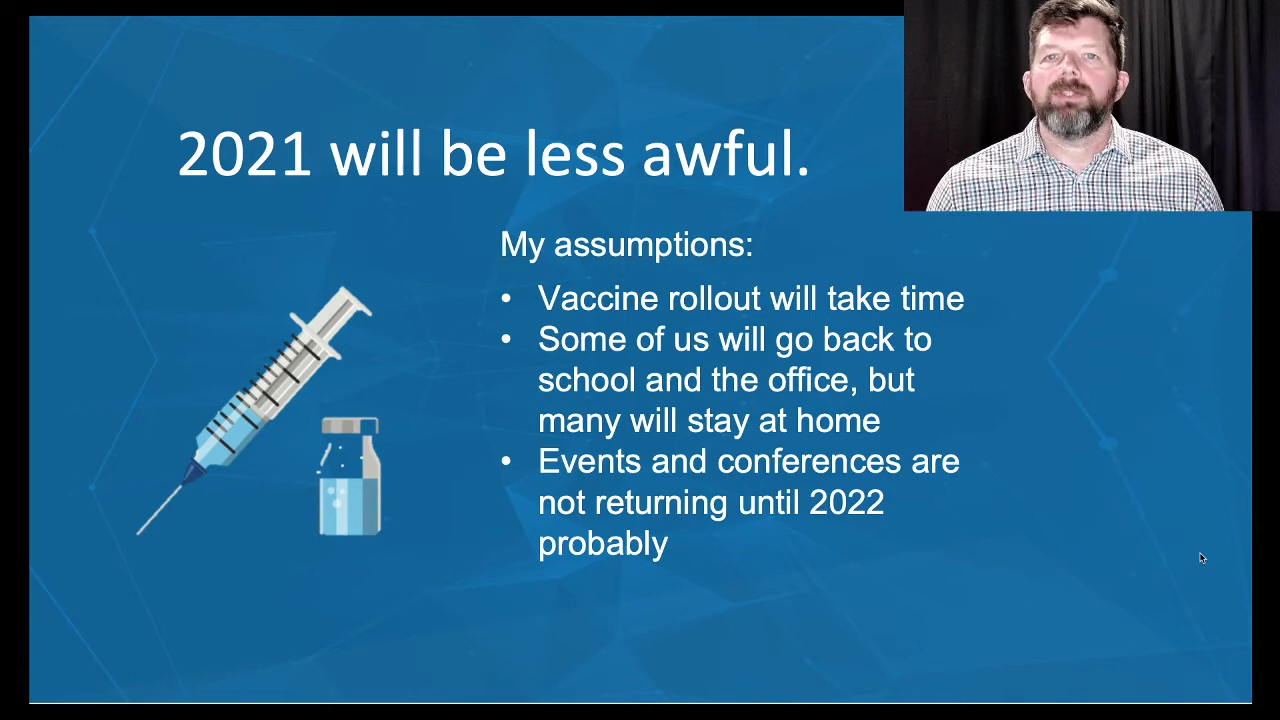 2021 will be less awful.
My assumptions:
• Vaccine rollout will take time
• Some of us will go back to
school and the office, but
many will stay at home
• Events and conferences are
not returning until 2022
probably